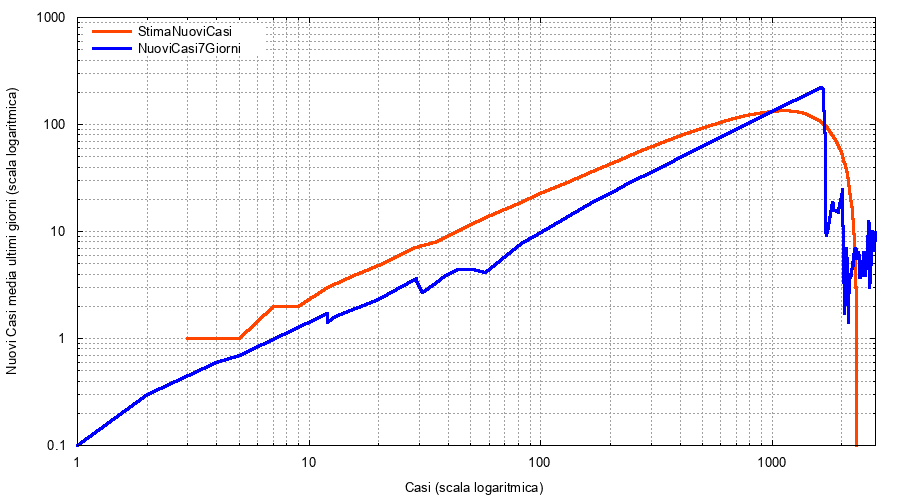 1000
StimaNuoviCasi
NuoviCasi7Giorni
100
10
1
0.1
Nuovi Casi media ultimi giorni (scala logaritmica)
1
10
100
1000
Casi (scala logaritmica)